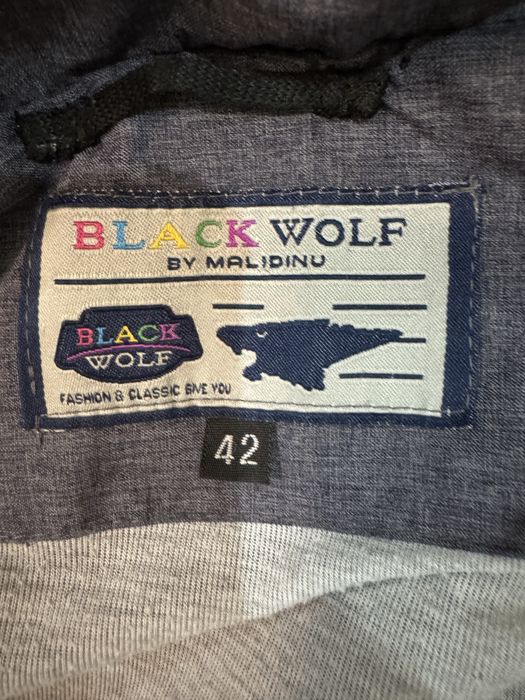 BLACK WOLF
BY MALIDINU
BLACK
WOLF
FASHION & CLASSIC GIVE YOU
42